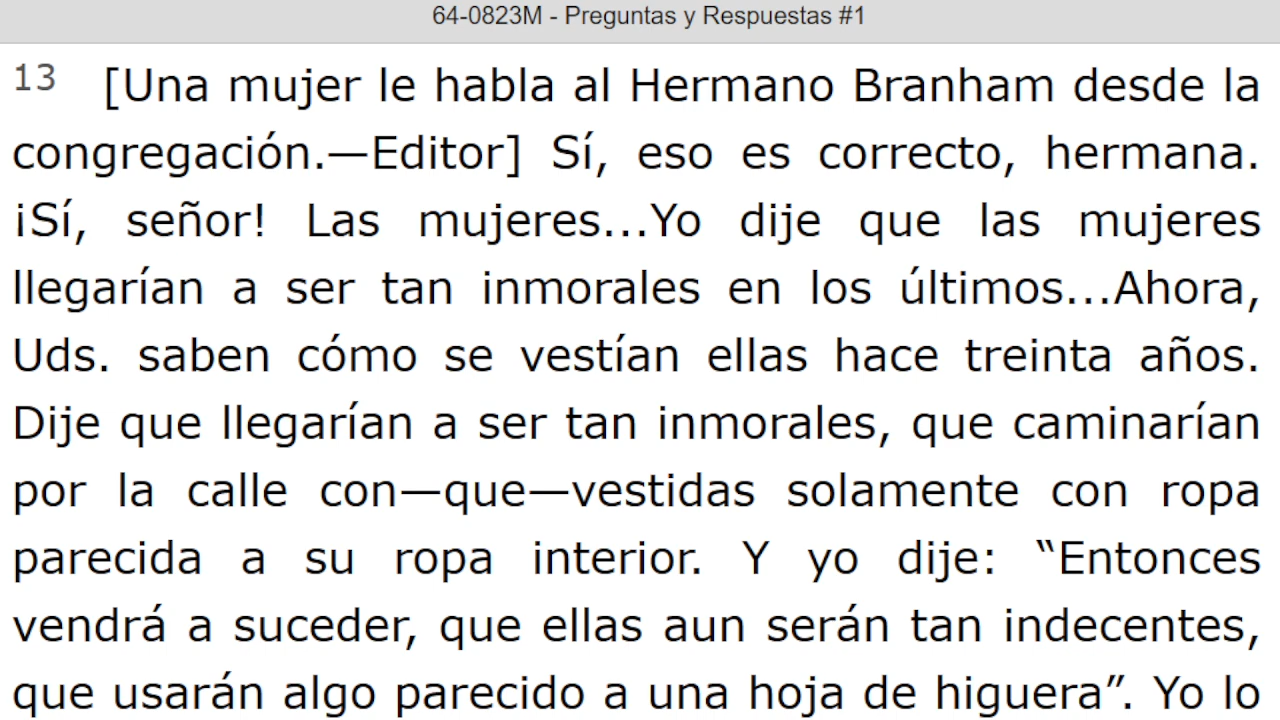 64-0823M - Preguntas y Respuestas #1
13 [Una mujer le habla al Hermano Branham desde la
congregación.—Editor] Sí, eso es correcto, hermana.
¡Sí, señor! Las mujeres...Yo dije que las mujeres
llegarían a ser tan inmorales en los últimos...Ahora,
Uds. saben cómo se vestían ellas hace treinta años.
Dije que llegarían a ser tan inmorales, que caminarían
por la calle con—que—vestidas solamente con ropa
parecida a su ropa interior. Y yo dije: “Entonces
vendrá a suceder, que ellas aun serán tan indecentes,
que usarán algo parecido a una hoja de higuera”. Yo lo